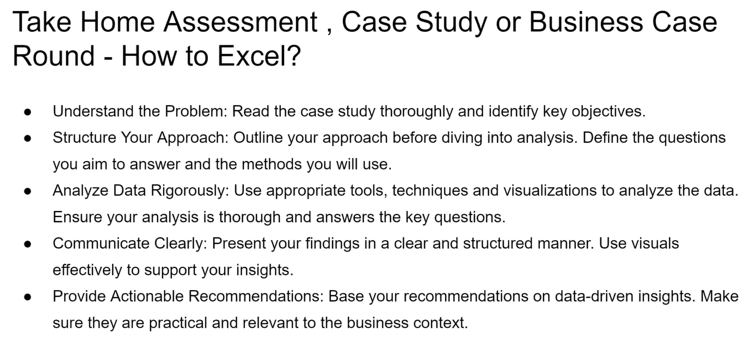 Take Home Assessment , Case Study or Business Case
Round - How to Excel?
● Understand the Problem: Read the case study thoroughly and identify key objectives.
● Structure Your Approach: Outline your approach before diving into analysis. Define the questions
you aim to answer and the methods you will use.
● Analyze Data Rigorously: Use appropriate tools, techniques and visualizations to analyze the data.
Ensure your analysis is thorough and answers the key questions.
● Communicate Clearly: Present your findings in a clear and structured manner. Use visuals
effectively to support your insights.
● Provide Actionable Recommendations: Base your recommendations on data-driven insights. Make
sure they are practical and relevant to the business context.